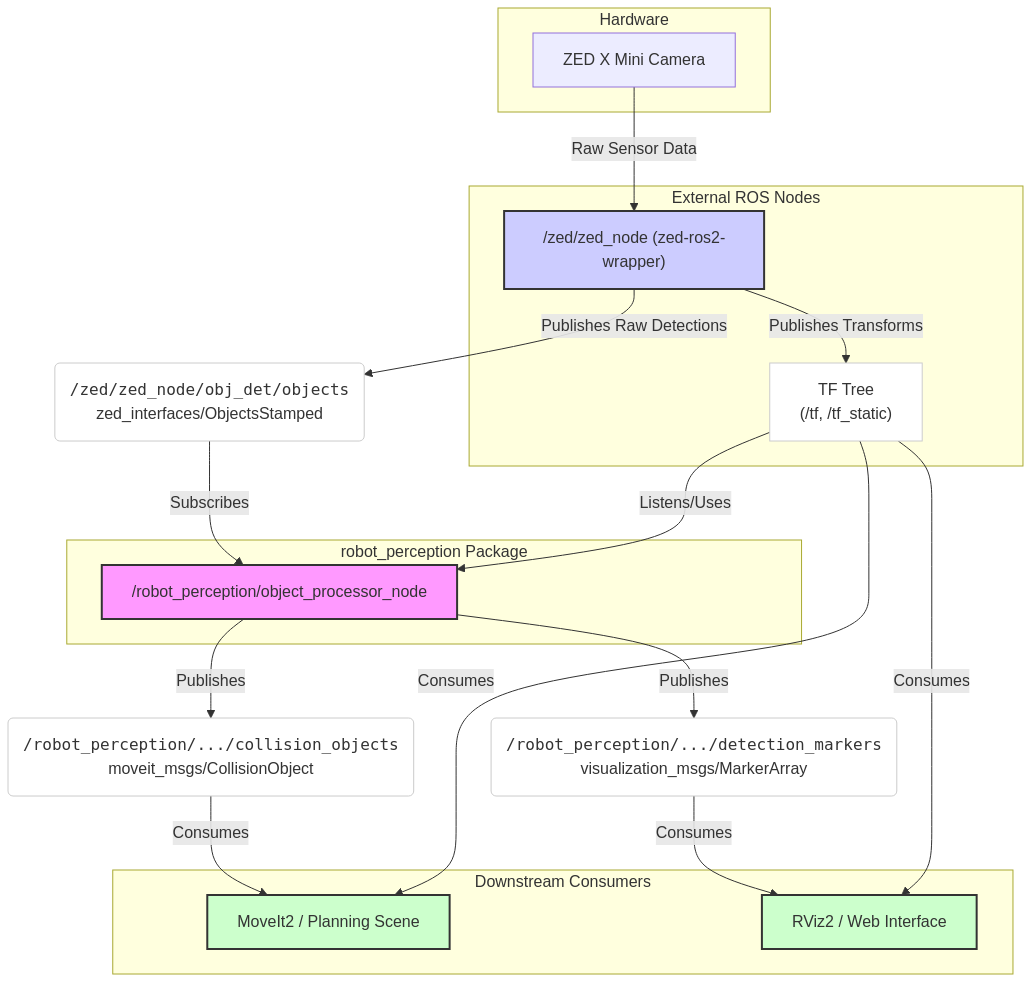 Hardware
ZED X Mini Camera
Raw Sensor Data
External ROS Nodes
/zed/zed_node (zed-ros2-
wrapper)
Publishes Raw Detections
Publishes Transforms
/zed/zed_node/obj_det/objects
zed_interfaces/ObjectsStamped
TF Tree
(/tf, /tf_static)
Subscribes
Listens/Uses
robot_perception Package
/robot_perception/object_processor_node
Publishes
Consumes
Publishes
Consumes
/robot_perception/.../collision_objects
moveit_msgs/CollisionObject
/robot_perception/.../detection_markers
visualization_msgs/MarkerArray
Consumes
Consumes
Downstream Consumers
MoveIt2 / Planning Scene
RViz2 / Web Interface